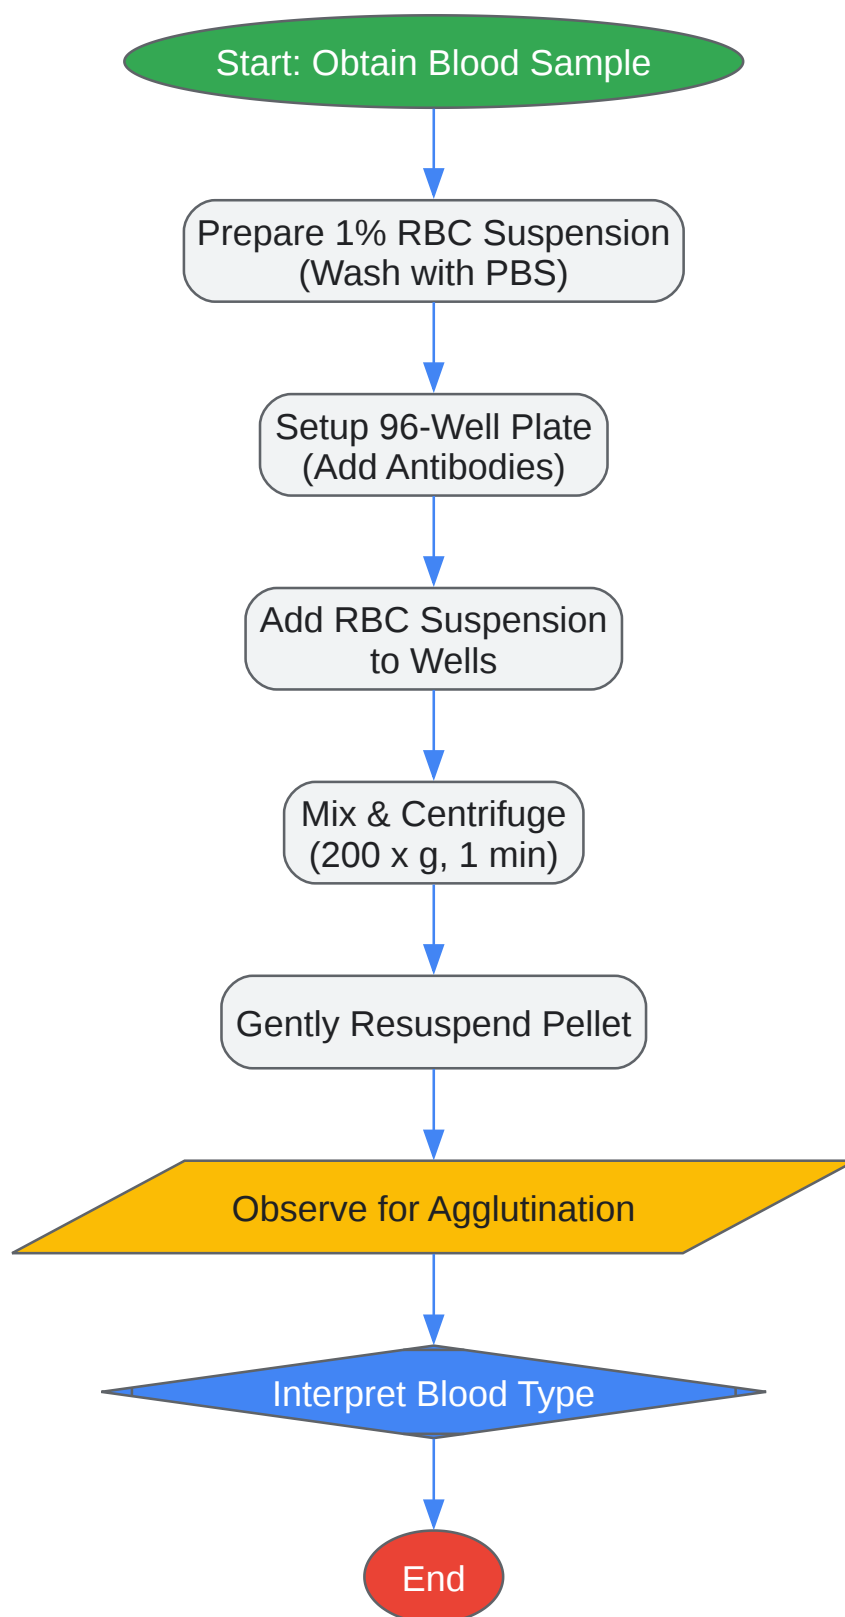 Start: Obtain Blood Sample
Prepare 1% RBC Suspension
(Wash with PBS)
Setup 96-Well Plate
(Add Antibodies)
Add RBC Suspension
to Wells
Mix & Centrifuge
(200 x g, 1 min)
Gently Resuspend Pellet
Observe for Agglutination
Interpret Blood Type
End